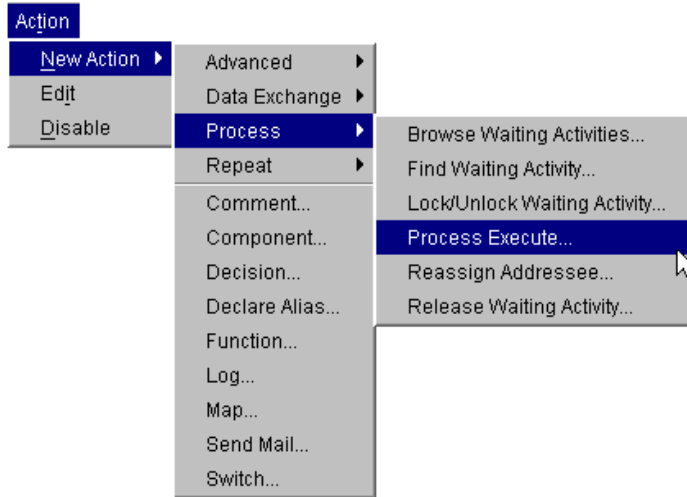 Action
New Action
Edit
Disable
Advanced
Data Exchange
Process
Repeat
Comment...
Component...
Decision...
Declare Alias...
Function...
Log...
Map...
Send Mail...
Switch...
Browse Waiting Activities...
Find Waiting Activity...
Lock/Unlock Waiting Activity...
Process Execute...
Reassign Addressee...
Release Waiting Activity...